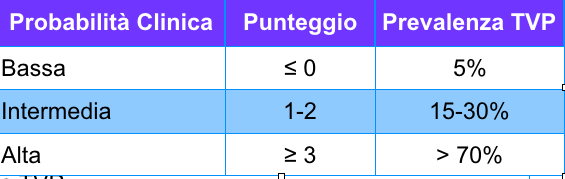 Probabilità Clinica Punteggio Prevalenza TVP
Bassa ≤ 0 5%
Intermedia 1-2 15-30%
Alta ≥ 3 > 70%